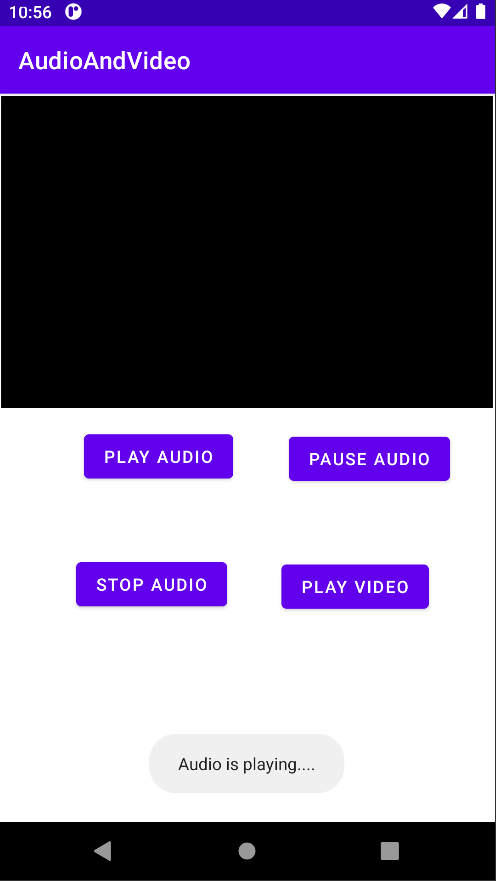 10:56
AudioAndVideo
PLAY AUDIO
PAUSE AUDIO
STOP AUDIO
PLAY VIDEO
Audio is playing....